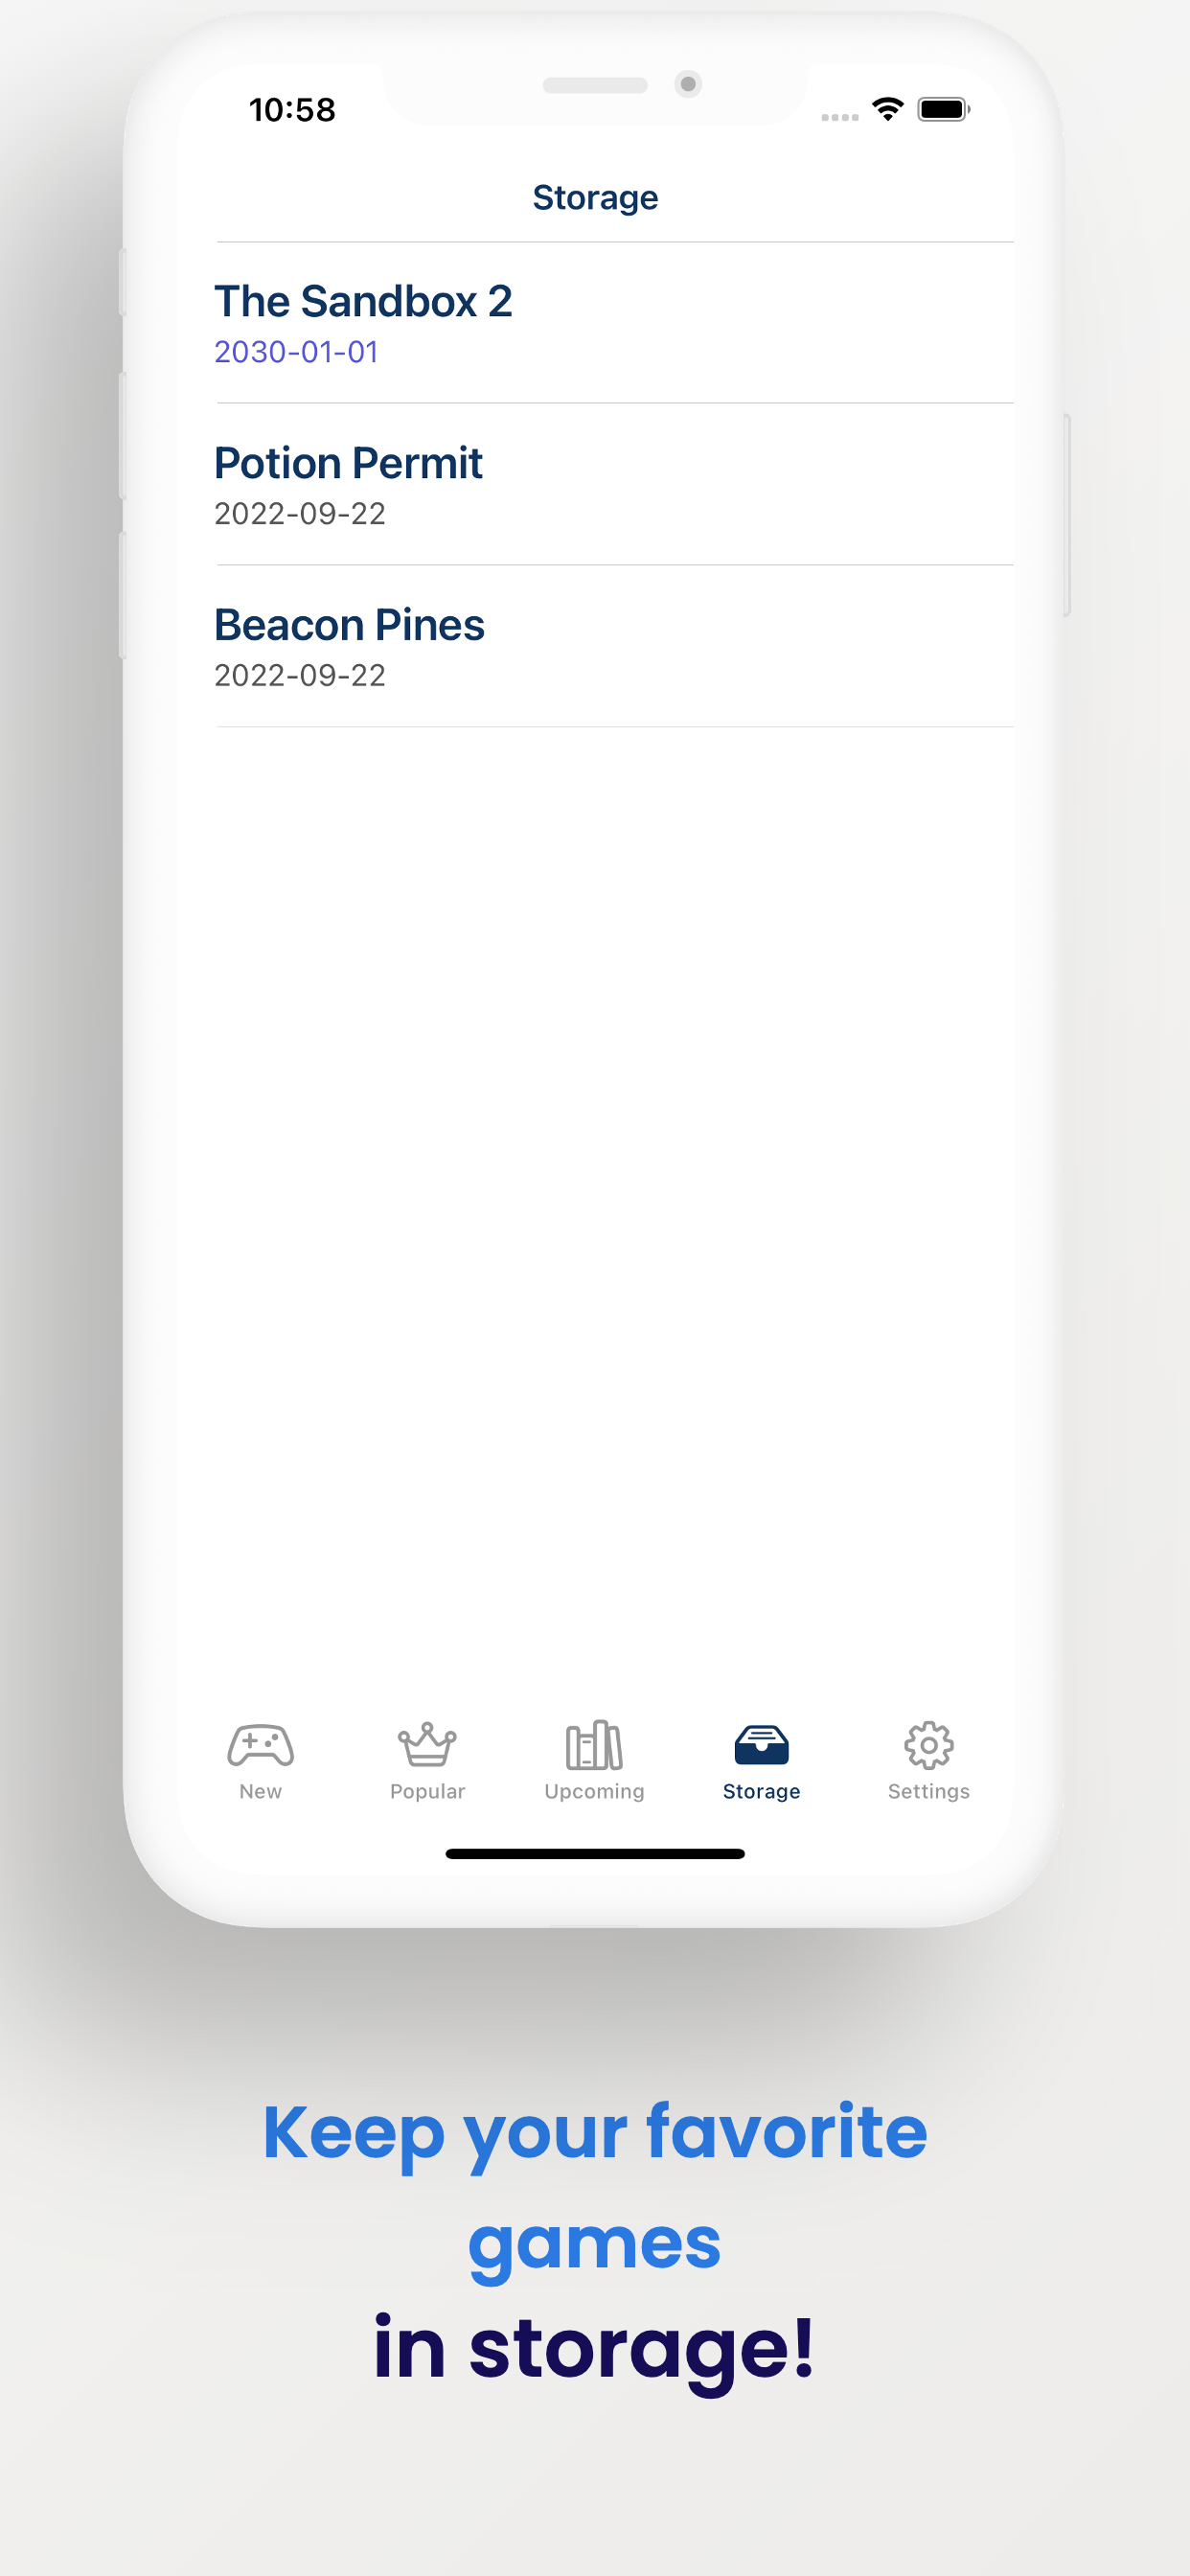 10:58
Storage
The Sandbox 2
2030-01-01
Potion Permit
2022-09-22
Beacon Pines
2022-09-22
New
Popular
Upcoming
Storage
Settings
Keep your favorite
games
in storage!